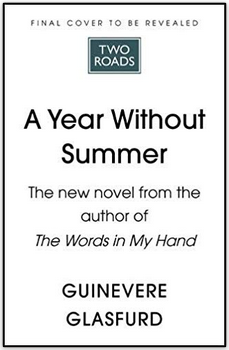 FINAL COVER TO BE REVEALED
TWO
ROADS
A Year Without
Summer
The new novel from the
author of
The Words in My Hand
GUINEVERE
GLASFURD